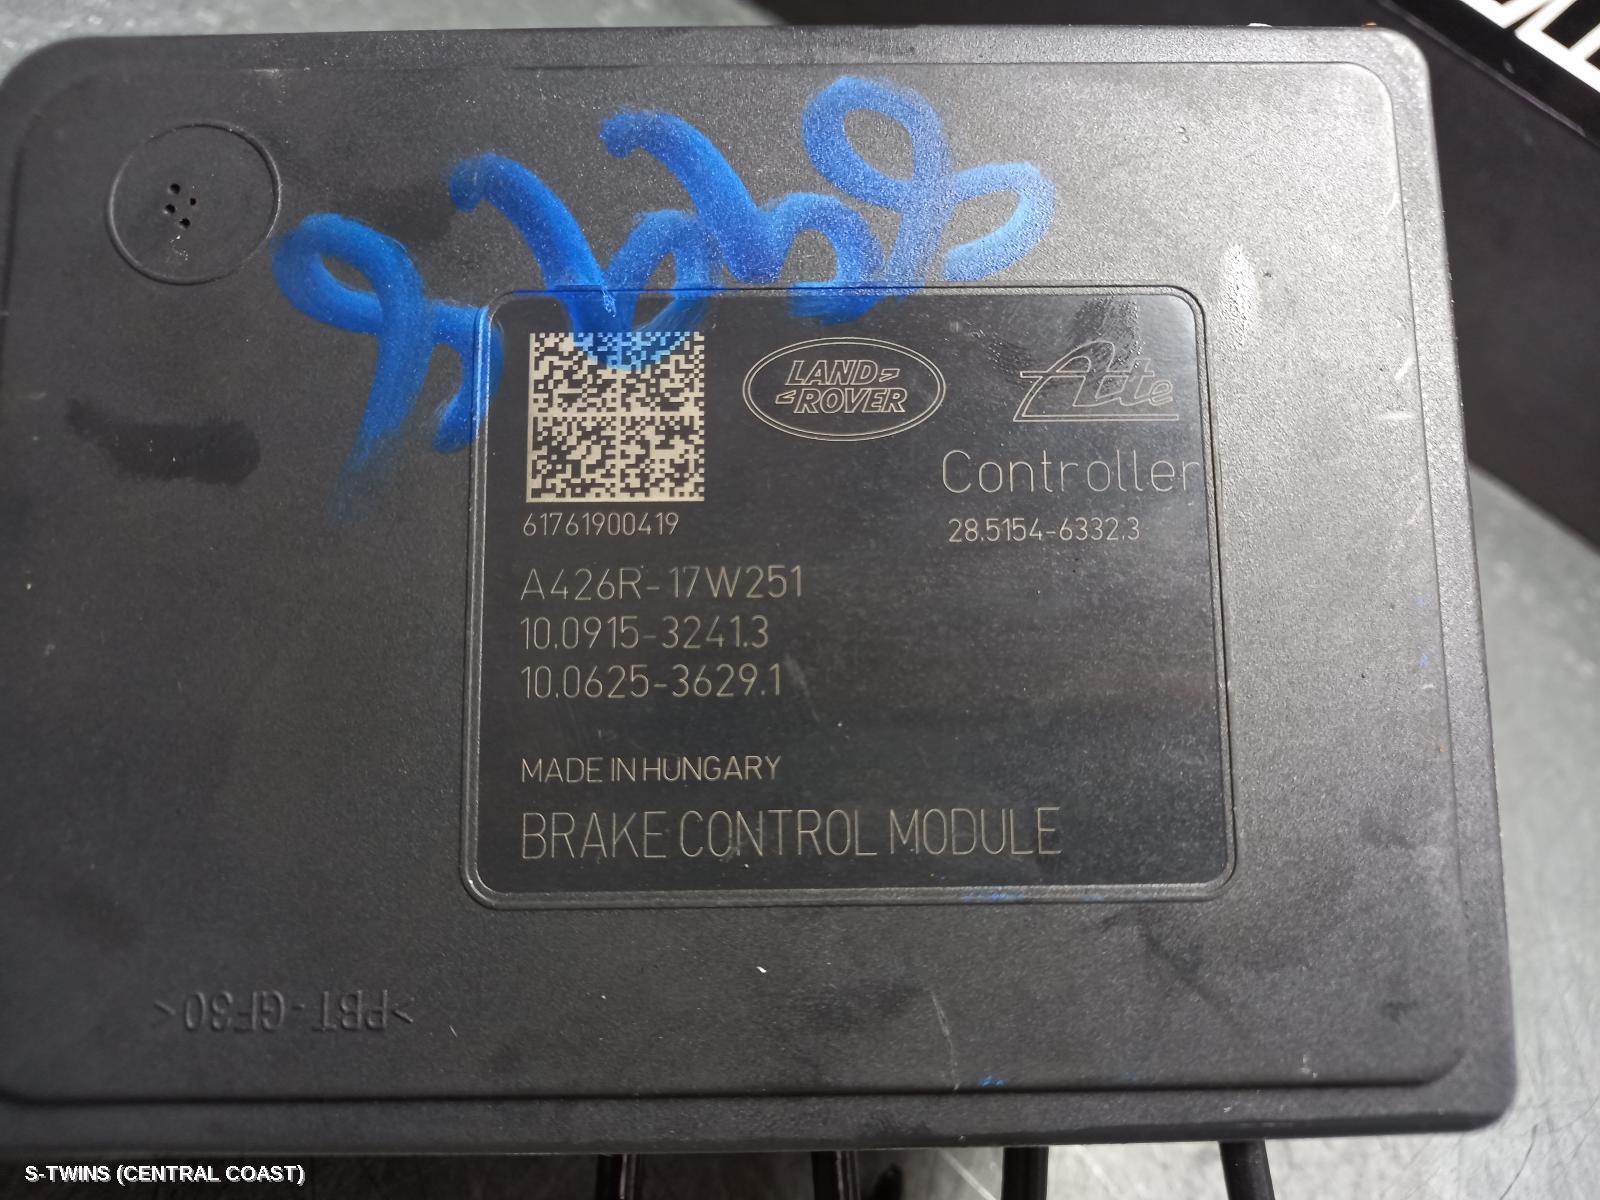 LAND
ROVER
Ate
Controller
61761900419
28.5154-6332.3
A426R-17W251
10.0915-3241.3
10.0625-3629.1
MADE IN HUNGARY
BRAKE CONTROL MODULE
>PBT-GF30<
S-TWINS (CENTRAL COAST)